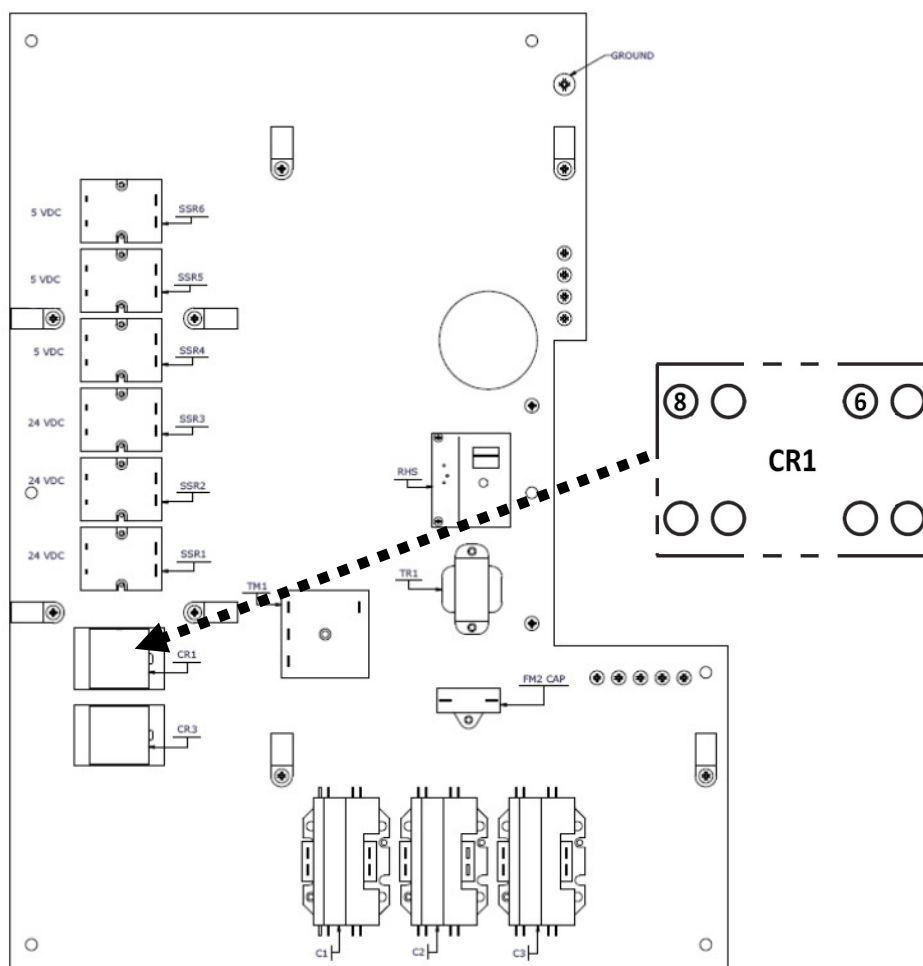 GROUND
5 VDC
SSR6
5 VDC
SSR5
5 VDC
SSR4
24 VDC
SSR3
24 VDC
SSR2
24 VDC
SSR1
RHS
8
6
CR1
TM1
TR1
CR1
FM2 CAP
CR3
C1
C2
C3